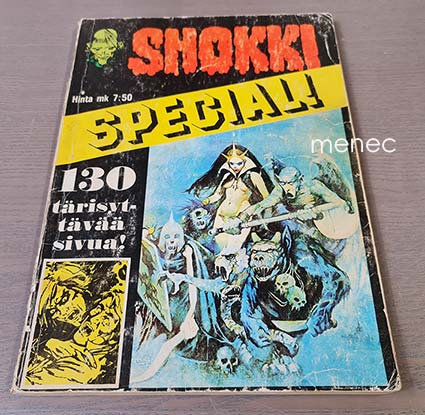 SHOKKI
Hinta mk 7:50
SPECIAL!
menec
130
tärisyt-
tävää
sivua!